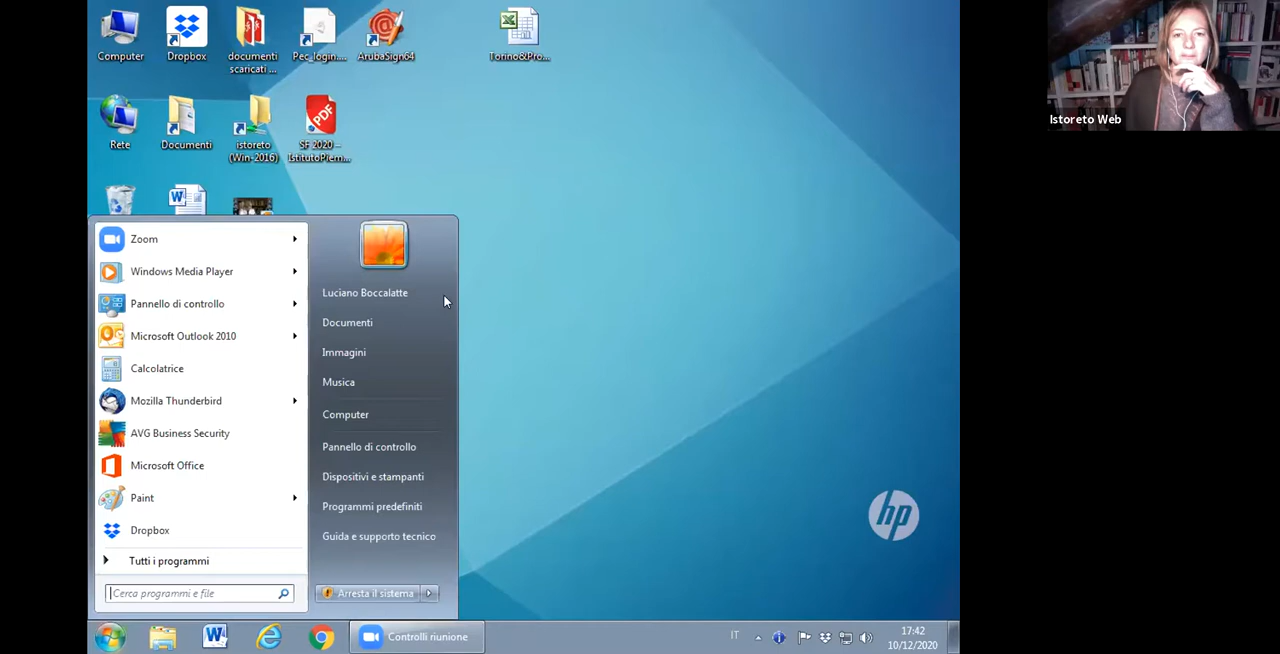 Computer
Dropbox
documenti
scaricati ...
Pec_login....
ArubaSign64
Torino&Pro...
Rete
Documenti
istoreto
(Win-2016)
PDF
SF 2020 –
IstitutoPiem...
Istoreto Web
Zoom
Windows Media Player
Pannello di controllo
Microsoft Outlook 2010
Calcolatrice
Mozilla Thunderbird
AVG Business Security
Microsoft Office
Paint
Dropbox
Tutti i programmi
Cerca programmi e file
Luciano Boccalatte
Documenti
Immagini
Musica
Computer
Pannello di controllo
Dispositivi e stampanti
Programmi predefiniti
Guida e supporto tecnico
Arresta il sistema
hp
Controlli riunione
IT
17:42
10/12/2020